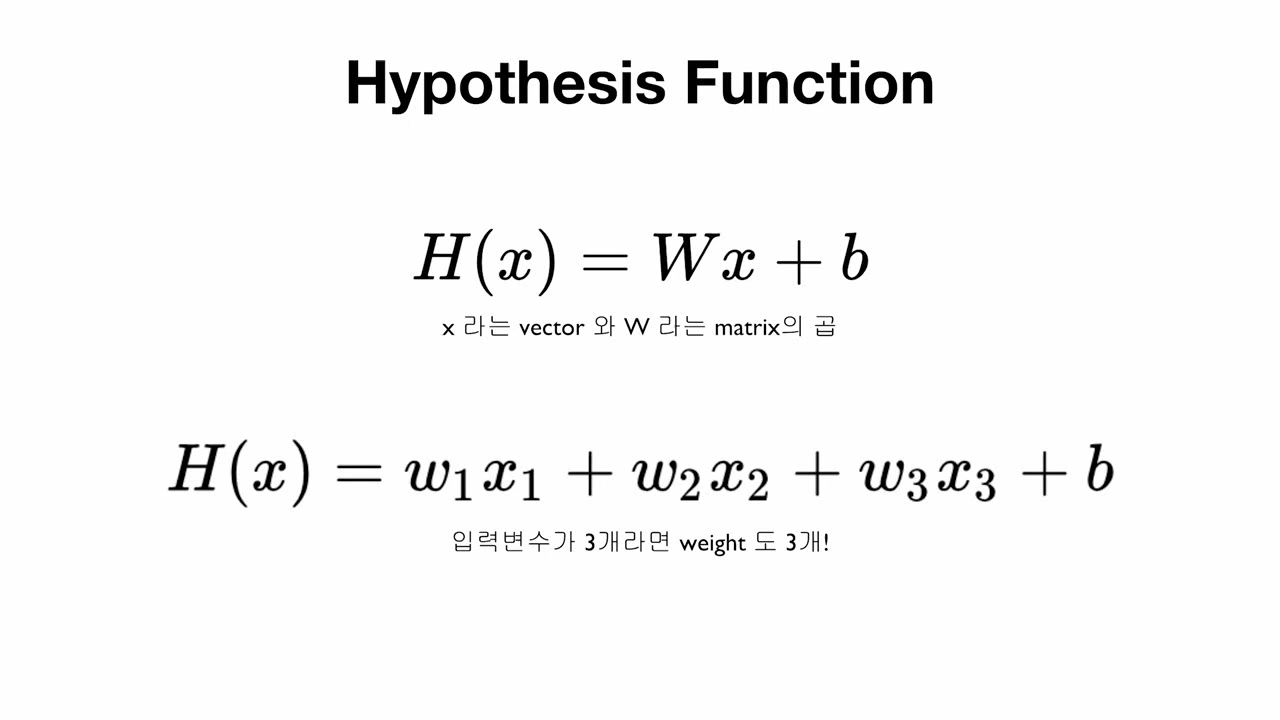 Hypothesis Function
H(x) = Wx + b
x 라는 vector 와 W 라는 matrix의 곱
H(x) = w₁x₁ + w₂x₂ + w₃x₃ + b
입력변수가 3개라면 weight 도 3개!